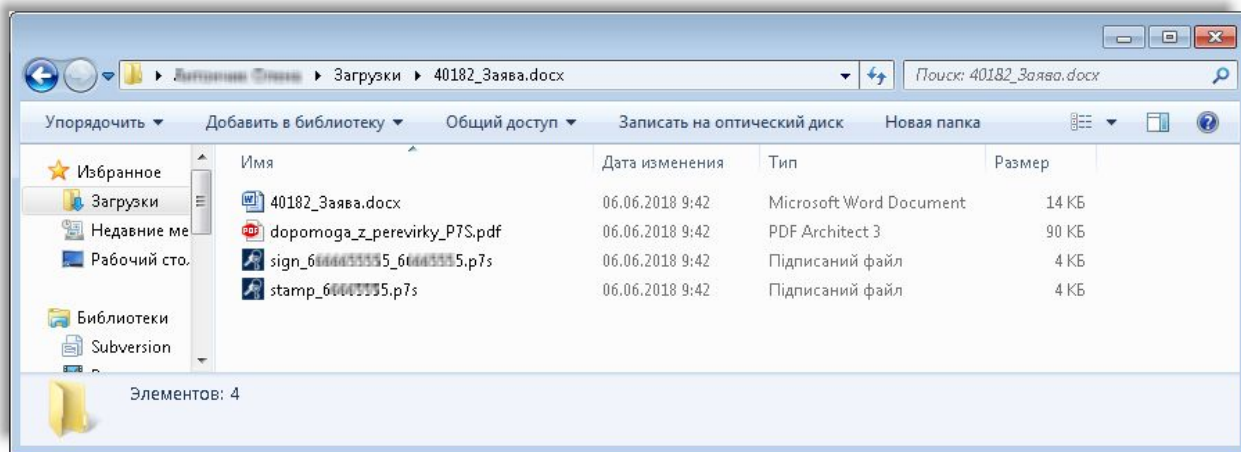 Загрузки 40182_Заява.docx Поиск: 40182_Заява.docx
Упорядочить Добавить в библиотеку Общий доступ Записать на оптический диск Новая папка
Избранное
Загрузки
Недавние ме
Рабочий сто
Библиотеки
Subversion
Имя Дата изменения Тип Размер
40182_Заява.docx 06.06.2018 9:42 Microsoft Word Document 14 КБ
dopomoga_z_perevirky_P7S.pdf 06.06.2018 9:42 PDF Architect 3 90 КБ
06.06.2018 9:42 Підписаний файл 4 КБ
06.06.2018 9:42 Підписаний файл 4 КБ
Элементов: 4